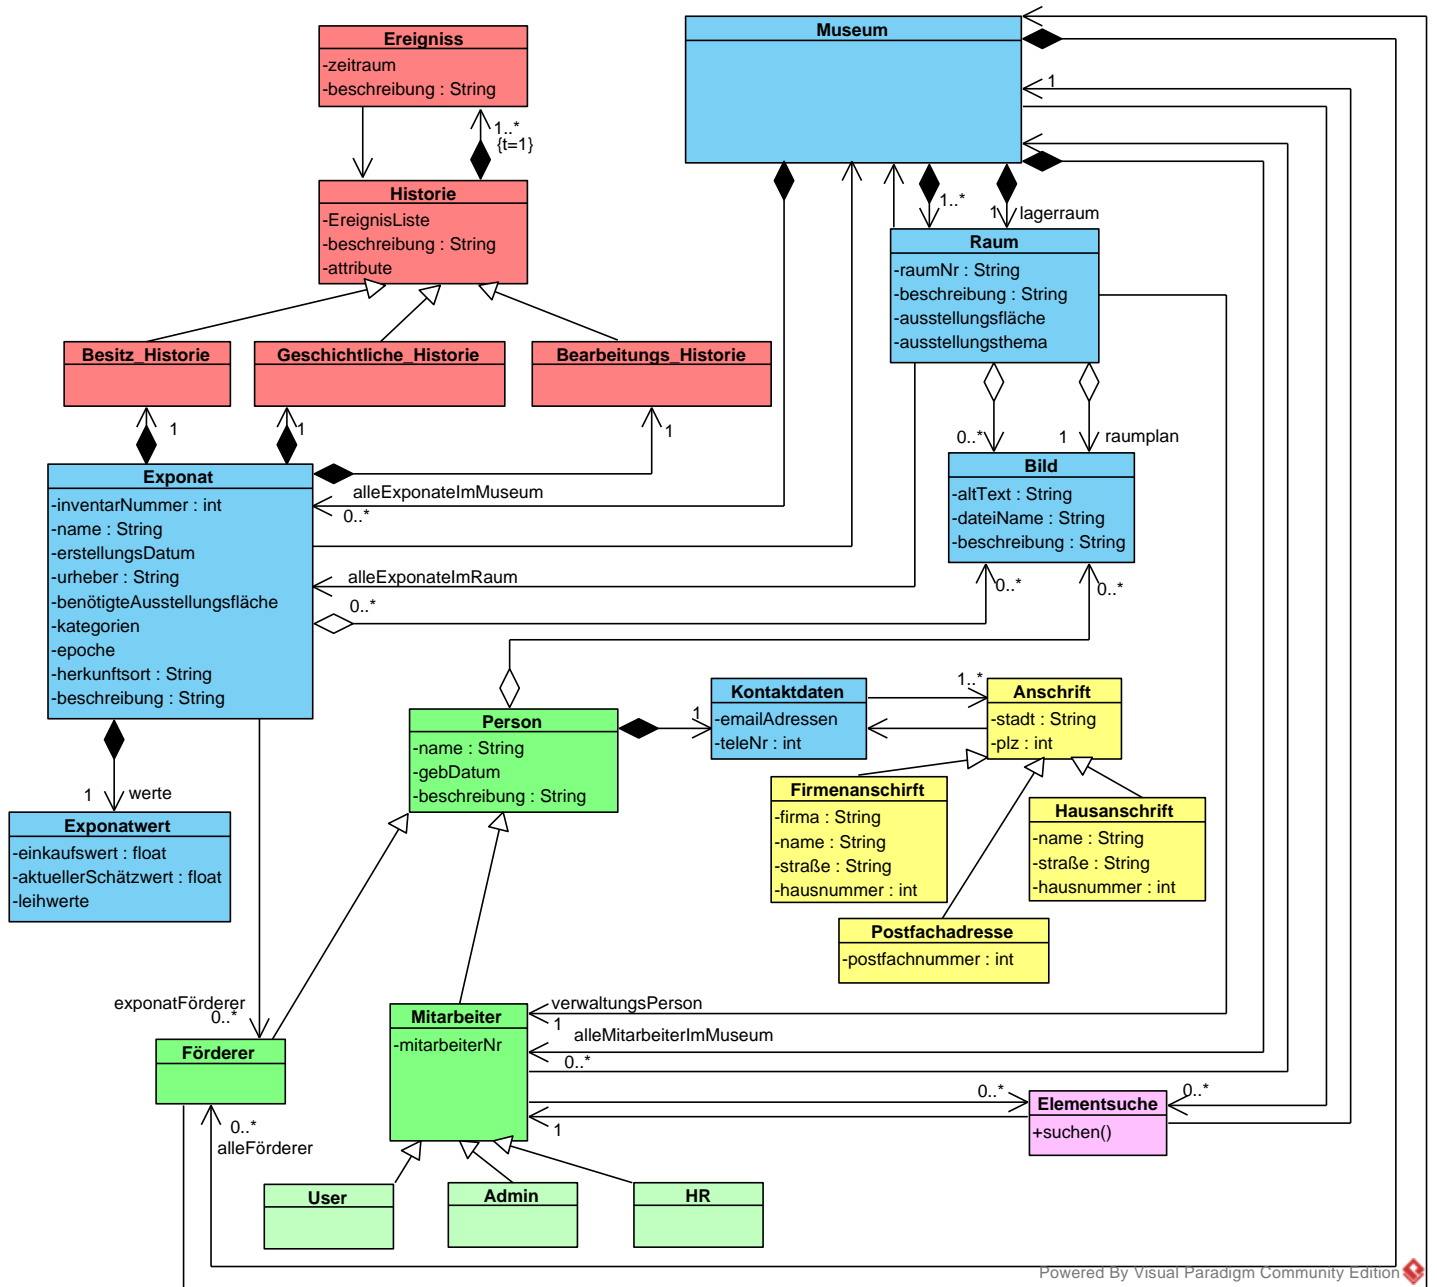 Ereigniss
-zeitraum
-beschreibung : String
1..*
{t=1}
Historie
-EreignisListe
-beschreibung : String
-attribute
Besitz_Historie
Geschichtliche_Historie
Bearbeitungs_Historie
1
1
1
Museum
1
1..*
1
lagerraum
Raum
-raumNr : String
-beschreibung : String
-ausstellungsfläche
-ausstellungsthema
0..*
1
raumplan
Bild
-altText : String
-dateiName : String
-beschreibung : String
0..*
0..*
Exponat
-inventarNummer : int
-name : String
-erstellungsDatum
-urheber : String
-benötigteAusstellungsfläche
-kategorien
-epoche
-herkunftsort : String
-beschreibung : String
alleExponateImMuseum
0..*
alleExponateImRaum
0..*
1
werte
Exponatwert
-einkaufswert : float
-aktuellerSchätzwert : float
-leihwerte
Person
-name : String
-gebDatum
-beschreibung : String
1
Kontaktdaten
-emailAdressen
-teleNr : int
1..*
Anschrift
-stadt : String
-plz : int
Firmenanschirft
-firma : String
-name : String
-straße : String
-hausnummer : int
Hausanschrift
-name : String
-straße : String
-hausnummer : int
Postfachadresse
-postfachnummer : int
exponatFörderer
0..*
Förderer
0..*
alleFörderer
Mitarbeiter
-mitarbeiterNr
verwaltungsPerson
1
alleMitarbeiterImMuseum
0..*
0..*
1
Elementsuche
+suchen()
0..*
User
Admin
HR
Powered By Visual Paradigm Community Edition